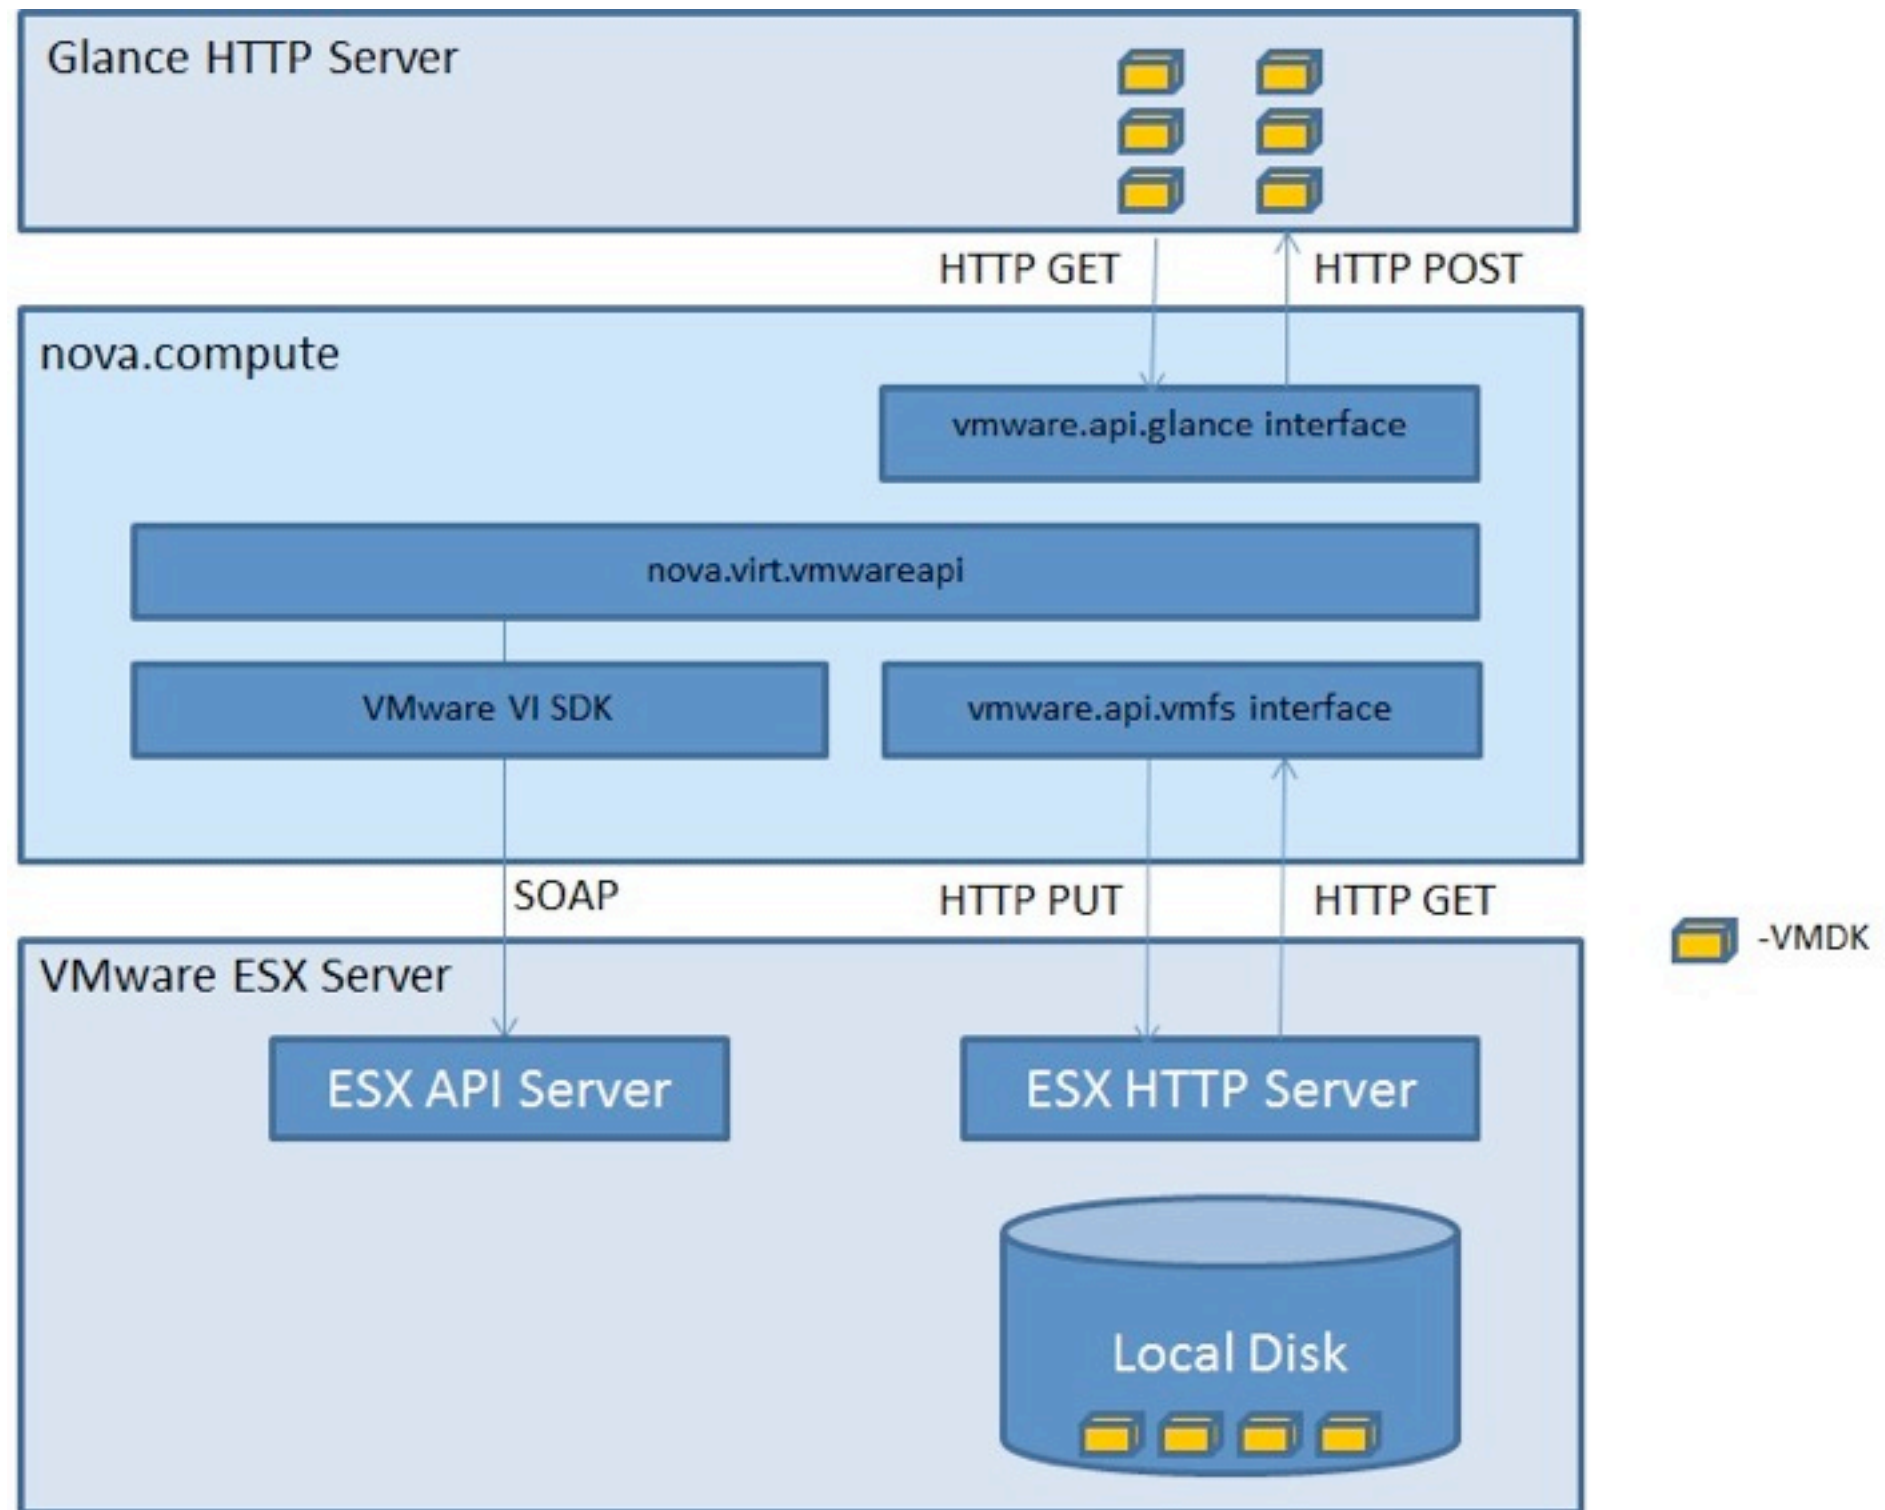 Glance HTTP Server
HTTP GET
HTTP POST
nova.compute
vmware.api.glance interface
nova.virt.vmwareapi
VMware VI SDK
vmware.api.vmfs interface
SOAP
HTTP PUT
HTTP GET
-VMDK
VMware ESX Server
ESX API Server
ESX HTTP Server
Local Disk